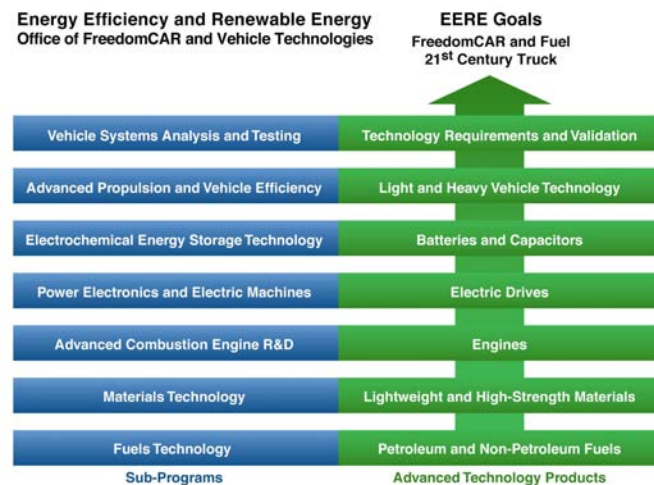 Energy Efficiency and Renewable Energy
Office of FreedomCAR and Vehicle Technologies
EERE Goals
FreedomCAR and Fuel
21st Century Truck
Vehicle Systems Analysis and Testing
Technology Requirements and Validation
Advanced Propulsion and Vehicle Efficiency
Light and Heavy Vehicle Technology
Electrochemical Energy Storage Technology
Batteries and Capacitors
Power Electronics and Electric Machines
Electric Drives
Advanced Combustion Engine R&D
Engines
Materials Technology
Lightweight and High-Strength Materials
Fuels Technology
Petroleum and Non-Petroleum Fuels
Sub-Programs
Advanced Technology Products